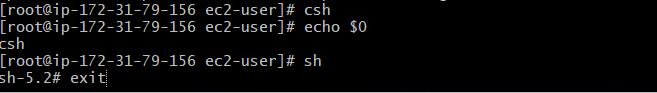 [root@ip-172-31-79-156 ec2-user]# csh
[root@ip-172-31-79-156 ec2-user]# echo $0
csh
[root@ip-172-31-79-156 ec2-user]# sh
sh-5.2# exit